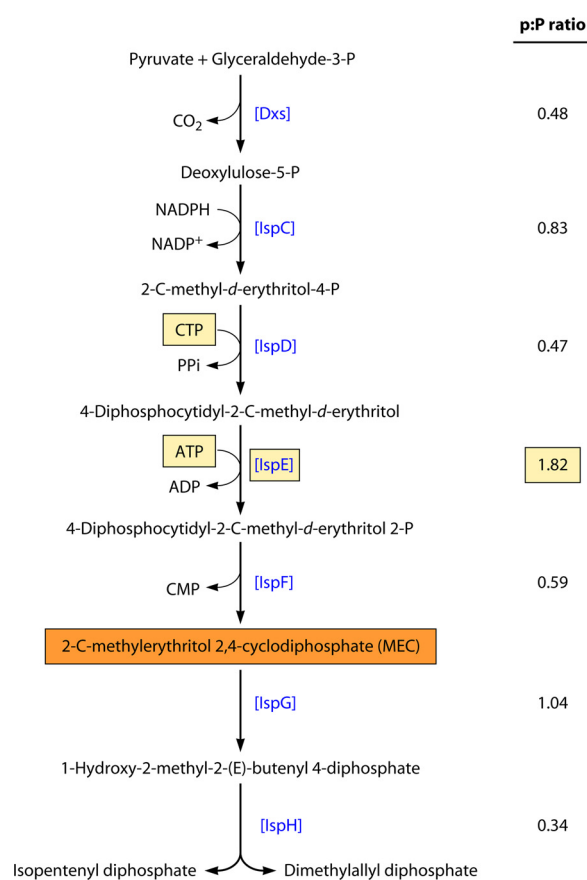 p:P ratio
Pyruvate + Glyceraldehyde-3-P
CO₂ [Dxs] 0.48
Deoxylulose-5-P
NADPH
[IspC] 0.83
NADP⁺
2-C-methyl-d-erythritol-4-P
CTP
[IspD] 0.47
PPi
4-Diphosphocytidyl-2-C-methyl-d-erythritol
ATP
[IspE] 1.82
ADP
4-Diphosphocytidyl-2-C-methyl-d-erythritol 2-P
CMP [IspF] 0.59
2-C-methylerythritol 2,4-cyclodiphosphate (MEC)
[IspG] 1.04
1-Hydroxy-2-methyl-2-(E)-butenyl 4-diphosphate
[IspH] 0.34
Isopentenyl diphosphate Dimethylallyl diphosphate